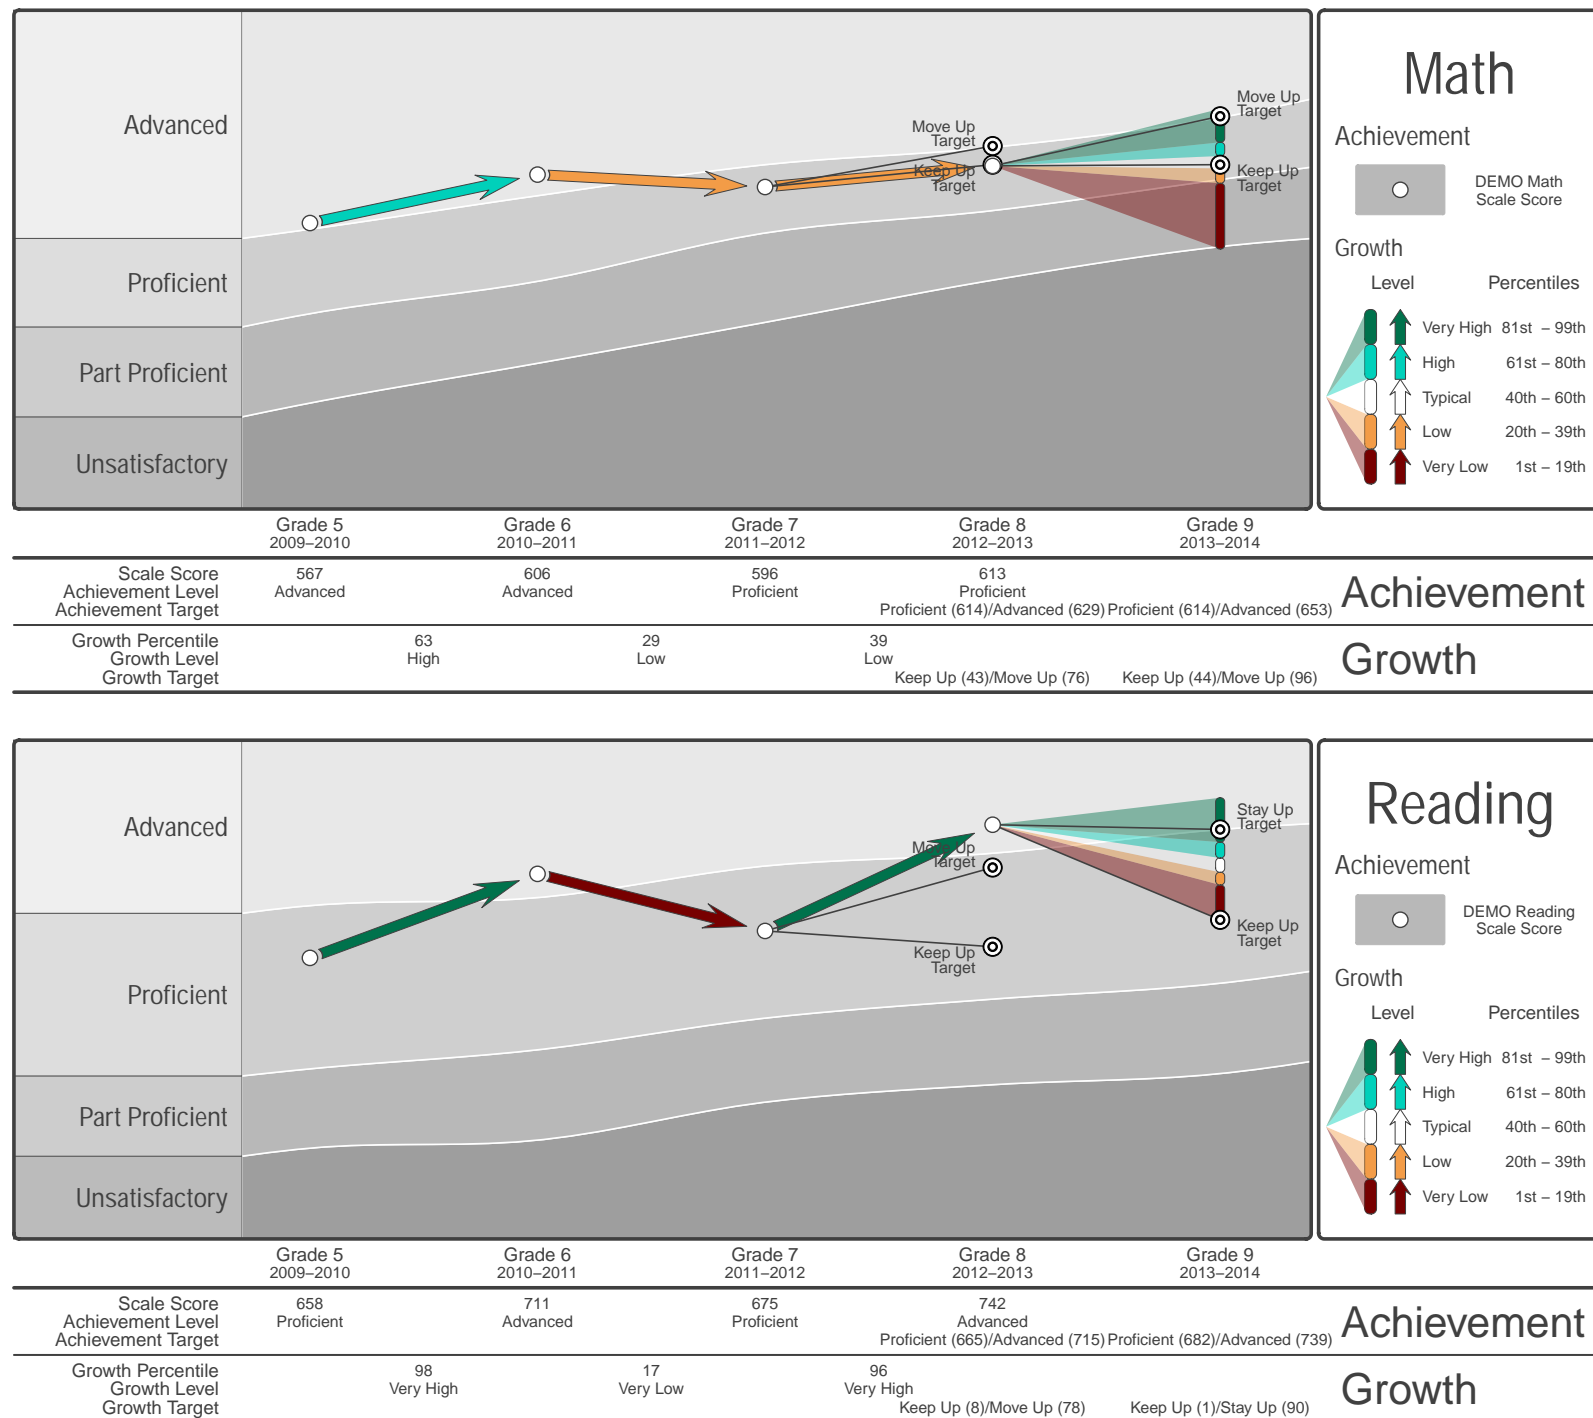 Math
Advanced
Proficient
Part Proficient
Unsatisfactory
Move Up
Target
Keep Up
Target
Move Up
Target
Keep Up
Target
Achievement
DEMO Math
Scale Score
Growth
Level Percentiles
Very High 81st – 99th
High 61st – 80th
Typical 40th – 60th
Low 20th – 39th
Very Low 1st – 19th
Grade 5 Grade 6 Grade 7 Grade 8 Grade 9
2009–2010 2010–2011 2011–2012 2012–2013 2013–2014
Scale Score 567 606 596 613
Achievement Level Advanced Advanced Proficient Proficient
Achievement Target Proficient (614)/Advanced (629) Proficient (614)/Advanced (653)
Achievement
Growth Percentile 63 29 39
Growth Level High Low Low
Growth Target Keep Up (43)/Move Up (76) Keep Up (44)/Move Up (96)
Growth
Reading
Advanced
Proficient
Part Proficient
Unsatisfactory
Move Up
Target
Keep Up
Target
Stay Up
Target
Keep Up
Target
Achievement
DEMO Reading
Scale Score
Growth
Level Percentiles
Very High 81st – 99th
High 61st – 80th
Typical 40th – 60th
Low 20th – 39th
Very Low 1st – 19th
Grade 5 Grade 6 Grade 7 Grade 8 Grade 9
2009–2010 2010–2011 2011–2012 2012–2013 2013–2014
Scale Score 658 711 675 742
Achievement Level Proficient Advanced Proficient Advanced
Achievement Target Proficient (665)/Advanced (715) Proficient (682)/Advanced (739)
Achievement
Growth Percentile 98 17 96
Growth Level Very High Very Low Very High
Growth Target Keep Up (8)/Move Up (78) Keep Up (1)/Stay Up (90)
Growth